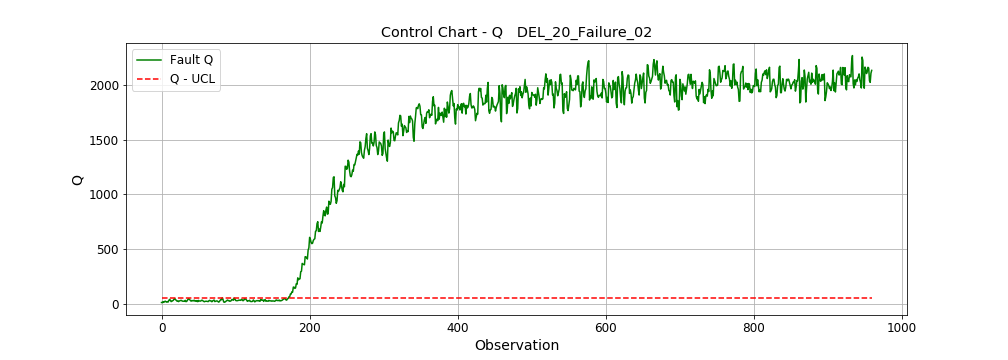 Control Chart - Q   DEL_20_Failure_02
Fault Q
Q - UCL
2000
1500
1000
500
0
Q
0 200 400 600 800 1000
Observation